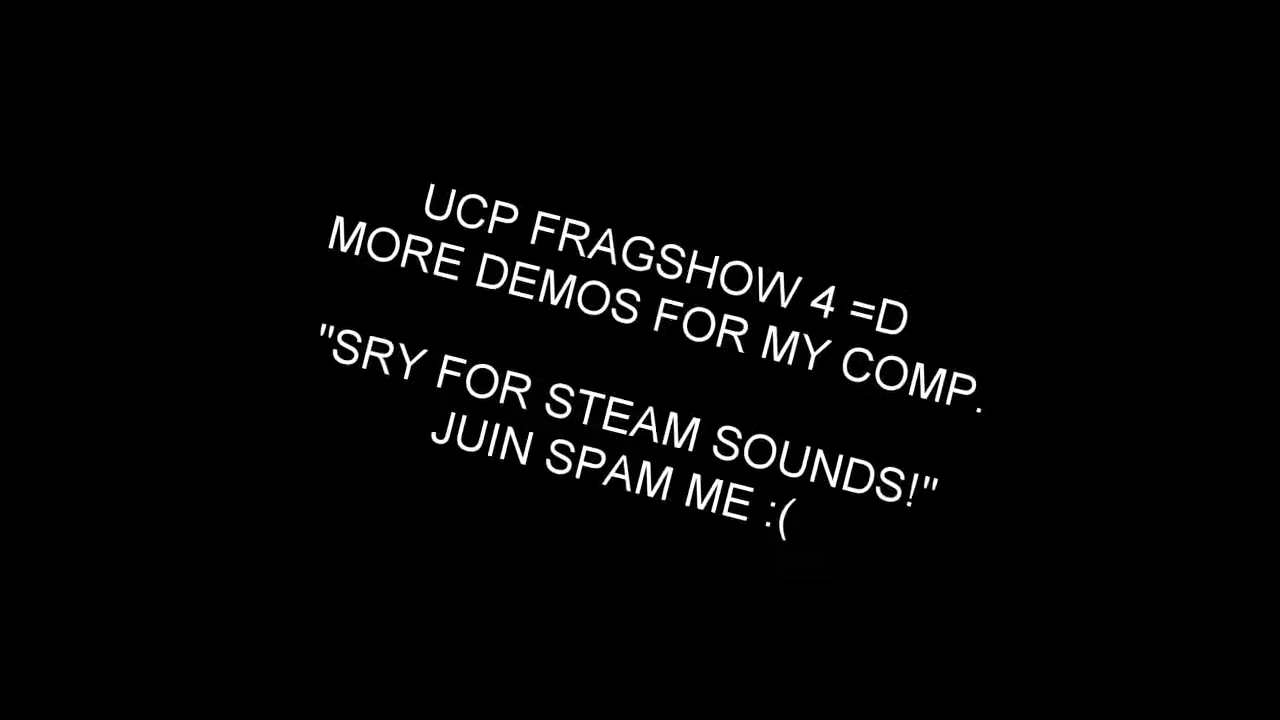 UCP FRAGSHOW 4 =D
MORE DEMOS FOR MY COMP.
"SRY FOR STEAM SOUNDS!"
JUIN SPAM ME :(